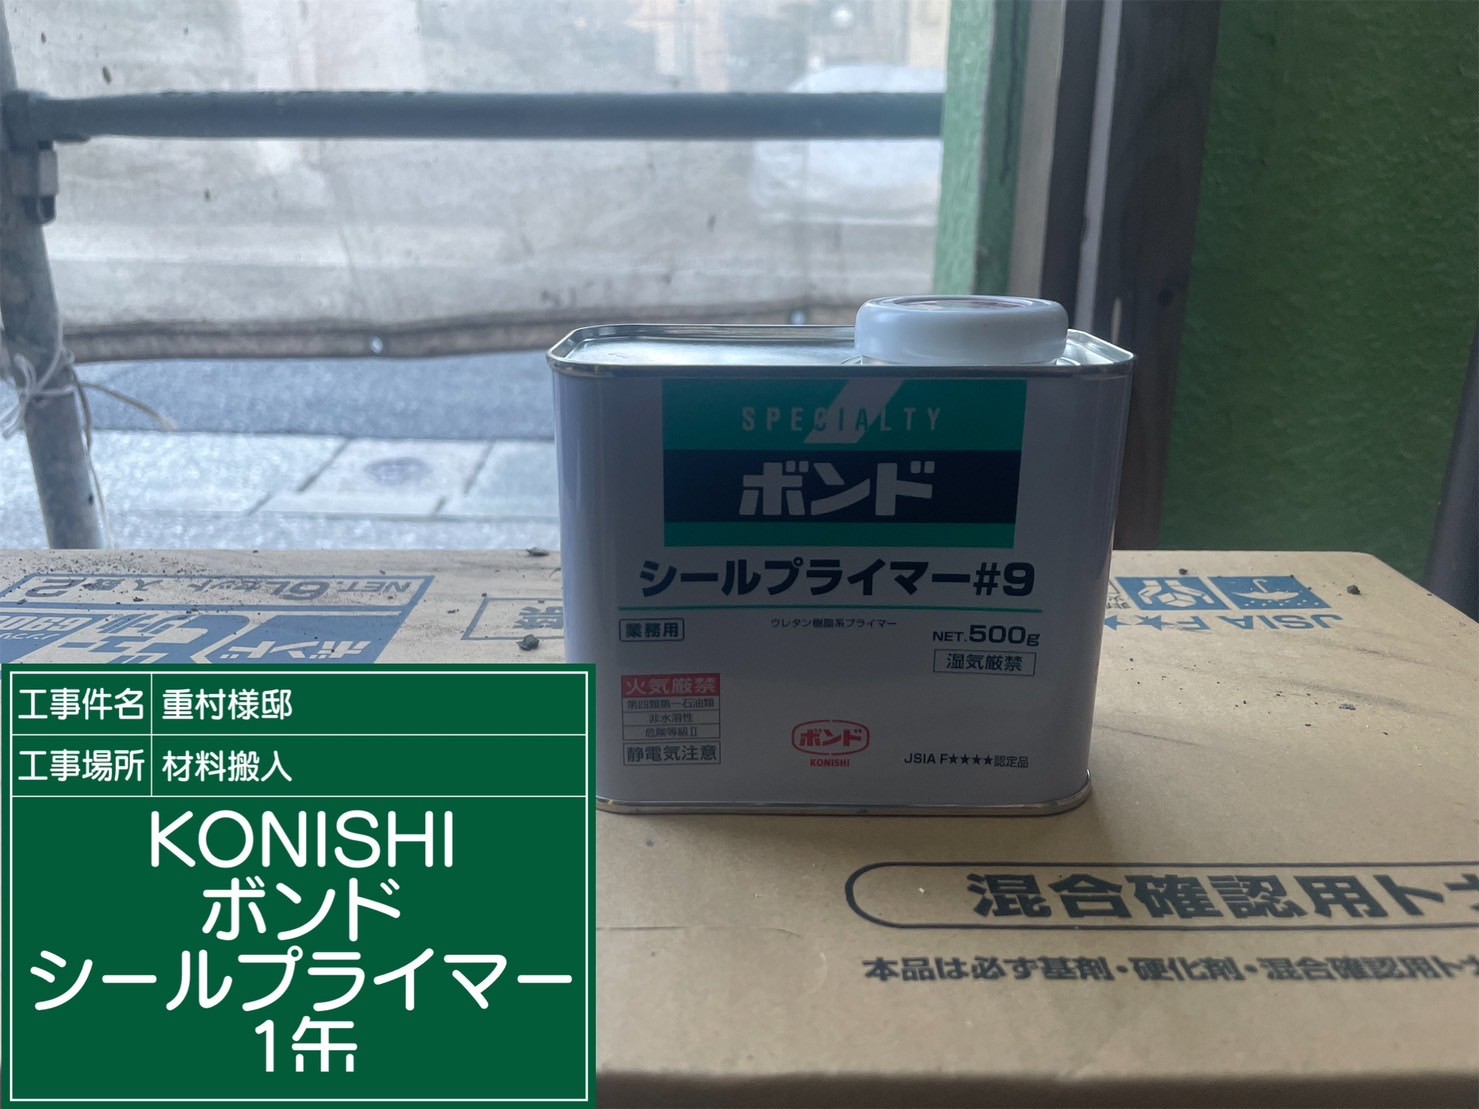 SPECIALTY
ボンド
シールプライマー#9
業務用
ウレタン樹脂系プライマー
NET.500g
湿気厳禁
火気厳禁
第四類第一石油類
非水溶性
危険等級Ⅱ
静電気注意
ボンド
KONISHI
JSIA F★★★★認定品
NET.6L
ボンド
JSIA F★
混合確認用ト
本品は必ず基剤・硬化剤・混合確認用ト
工事件名 重村様邸
工事場所 材料搬入
KONISHI
ボンド
シールプライマー
1缶